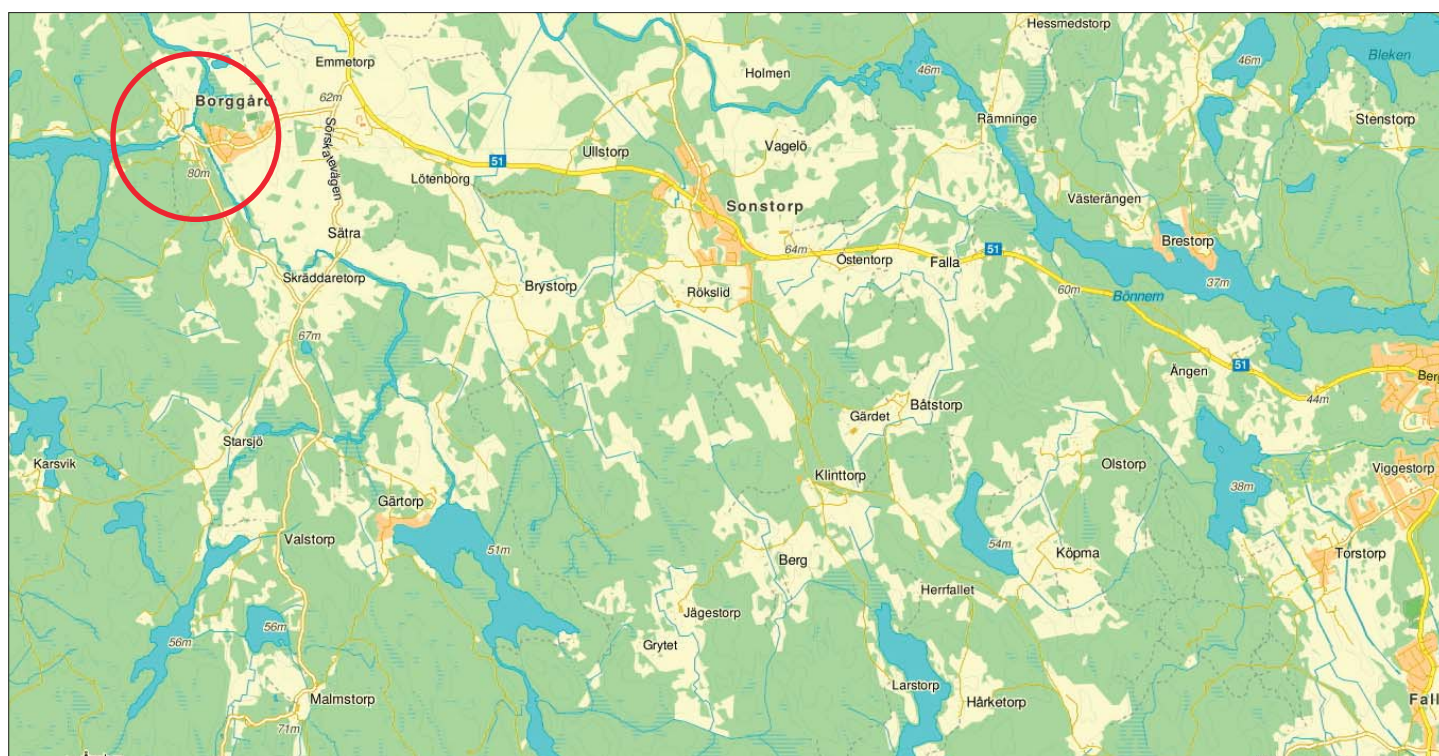 Hessmedstorp
Bleken
Emmetorp
46m
46m
Holmen
Borggård
62m
Stenstorp
Rämninge
Sörskatevägen
Vagelö
Ullstorp
51
80m
Lötenborg
Västerängen
Sonstorp
Sätra
Brestorp
64m
51
Östentorp
Falla
Skräddaretorp
37m
Brystorp
Rökslid
60m
Bönnern
67m
51
Ängen
Berg
44m
Båtstorp
Gärdet
Starsjö
Karsvik
Olstorp
Viggestorp
Klinttorp
38m
Gärtorp
Valstorp
54m
51m
Torstorp
Köpma
Berg
Herrfallet
Jägestorp
56m
56m
Grytet
Larstorp
Malmstorp
Hårketorp
Fall
71m